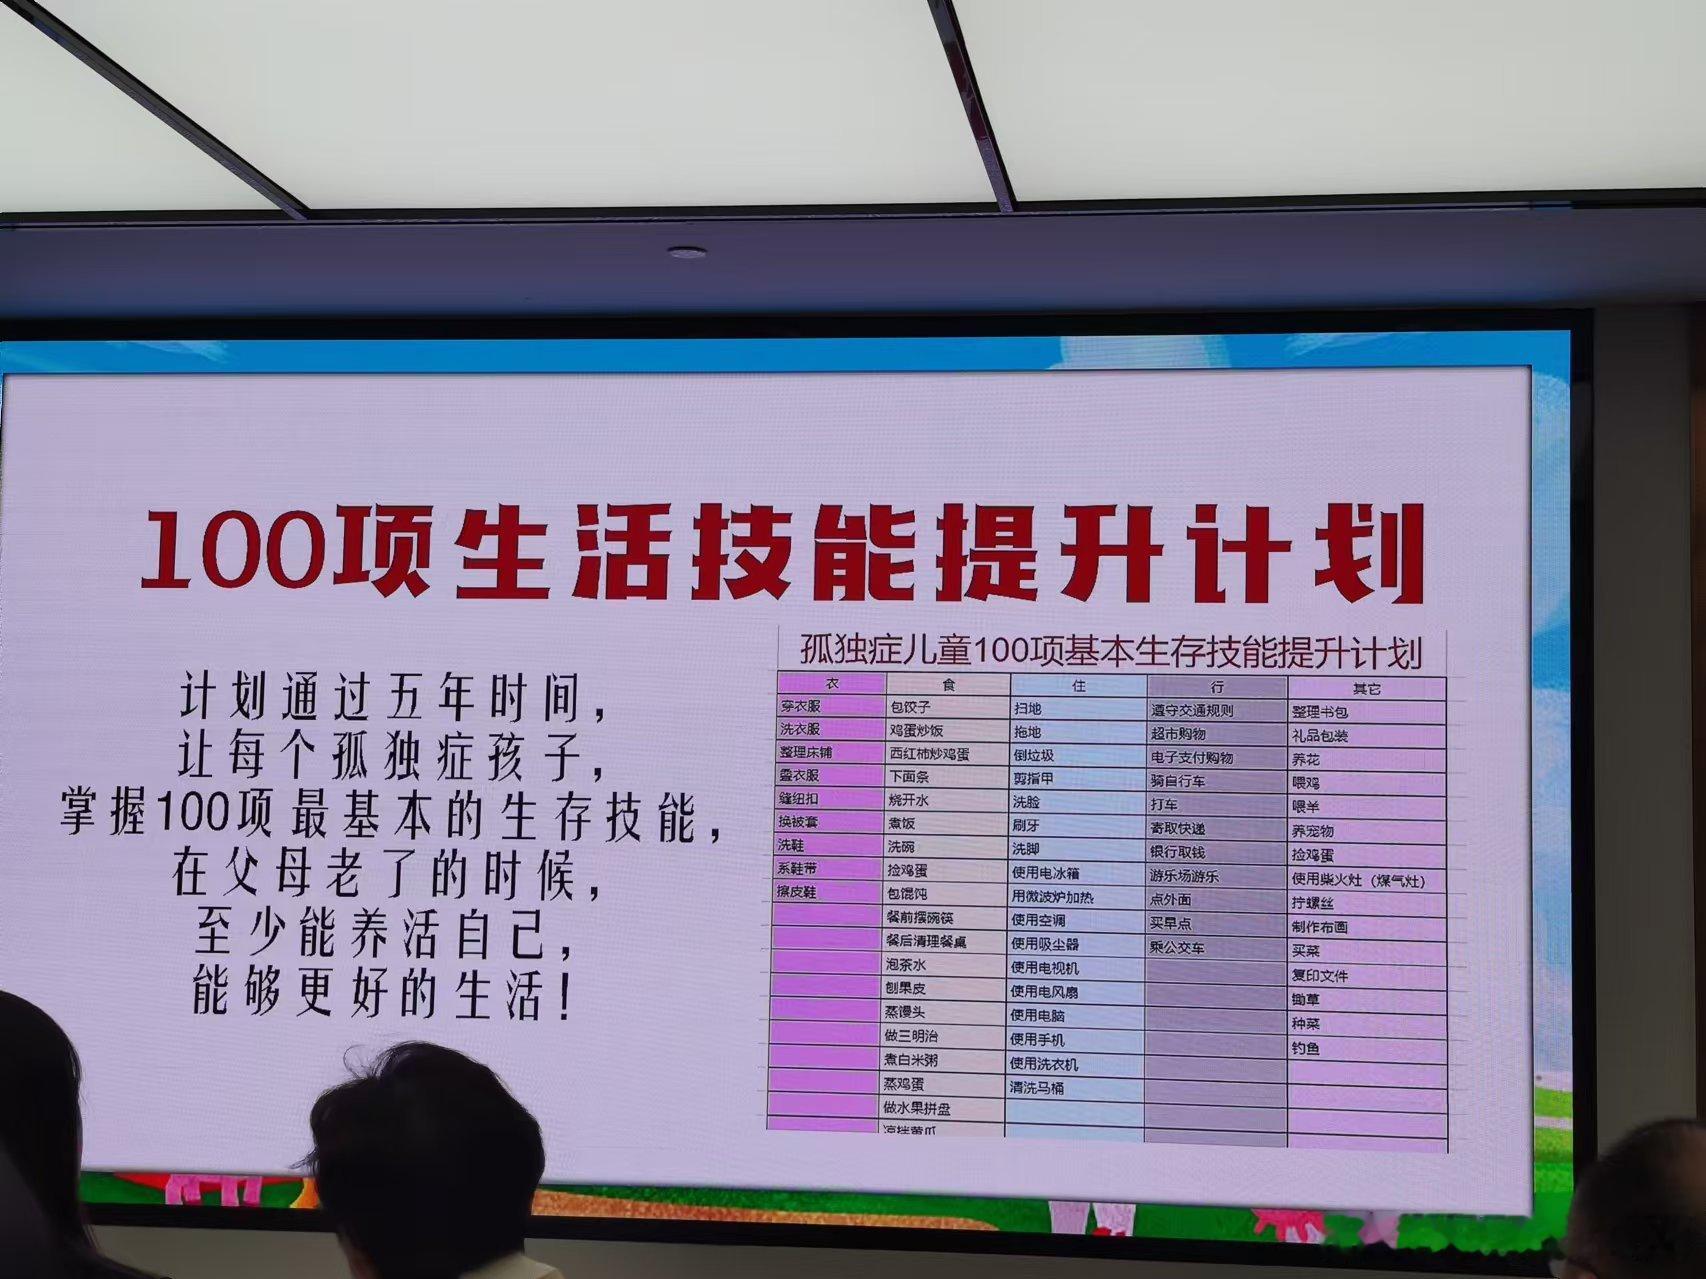 100项生活技能提升计划
计划通过五年时间，
让每个孤独症孩子，
掌握100项最基本的生存技能，
在父母老了的时候，
至少能养活自己，
能够更好的生活！
孤独症儿童100项基本生存技能提升计划
衣 食 住 行 其它
穿衣服 包饺子 扫地 遵守交通规则 整理书包
洗衣服 鸡蛋炒饭 拖地 超市购物 礼品包装
整理床铺 西红柿炒鸡蛋 倒垃圾 电子支付购物 养花
叠衣服 下面条 剪指甲 骑自行车 喂鸡
缝纽扣 烧开水 洗脸 打车 喂羊
换被套 煮饭 刷牙 寄取快递 养宠物
洗鞋 洗碗 洗脚 银行取钱 捡鸡蛋
系鞋带 捡鸡蛋 使用电冰箱 游乐场游乐 使用柴火灶（煤气灶）
擦皮鞋 包馄饨 用微波炉加热 点外面 拧螺丝
餐前摆碗筷 使用空调 买早点 制作布画
餐后清理餐桌 使用吸尘器 乘公交车 买菜
泡茶水 使用电视机 复印文件
刨果皮 使用电风扇 锄草
蒸馒头 使用电脑 种菜
做三明治 使用手机 钓鱼
煮白米粥 使用洗衣机
蒸鸡蛋 清洗马桶
做水果拼盘
凉拌黄瓜